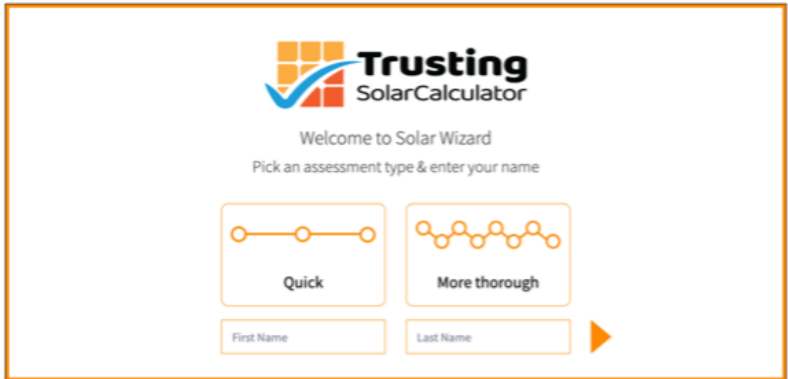 Trusting
SolarCalculator
Welcome to Solar Wizard
Pick an assessment type & enter your name
Quick
More thorough
First Name
Last Name